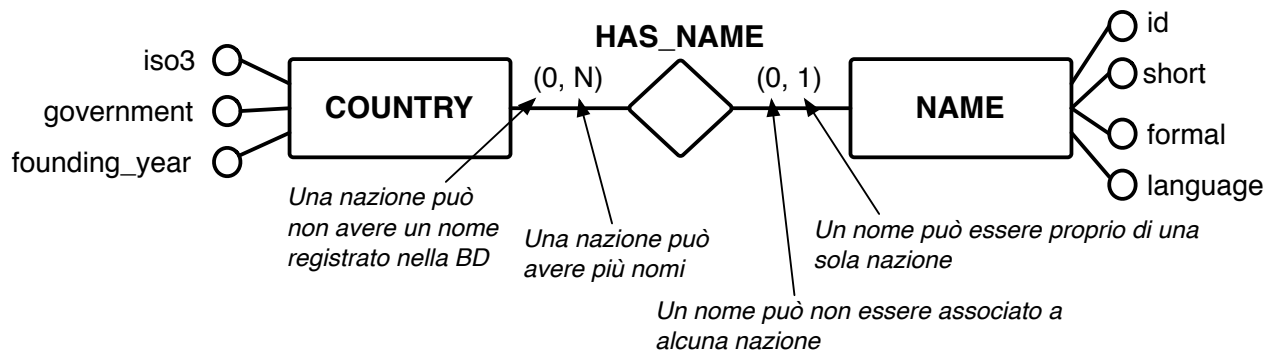 HAS_NAME
iso3
government
founding_year
COUNTRY
(0, N)
(0, 1)
NAME
id
short
formal
language
Una nazione può
non avere un nome
registrato nella BD
Una nazione può
avere più nomi
Un nome può essere proprio di una
sola nazione
Un nome può non essere associato a
alcuna nazione